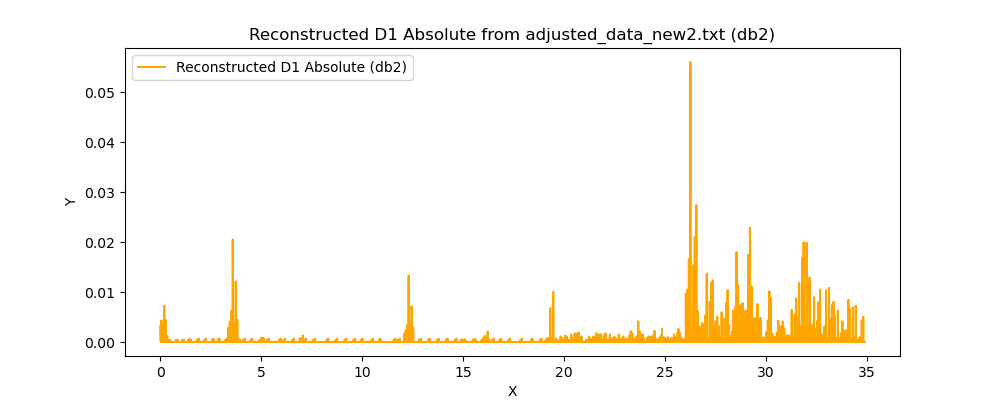 Reconstructed D1 Absolute from adjusted_data_new2.txt (db2)
Reconstructed D1 Absolute (db2)
0.05
0.04
0.03
0.02
0.01
0.00
Y
0 5 10 15 20 25 30 35
X